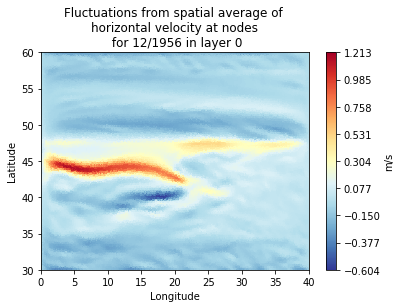 Fluctuations from spatial average of
horizontal velocity at nodes
for 12/1956 in layer 0
60
55
50
45
40
35
30
Latitude
0 5 10 15 20 25 30 35 40
Longitude
1.213
0.985
0.758
0.531
0.304
0.077
−0.150
−0.377
−0.604
m/s